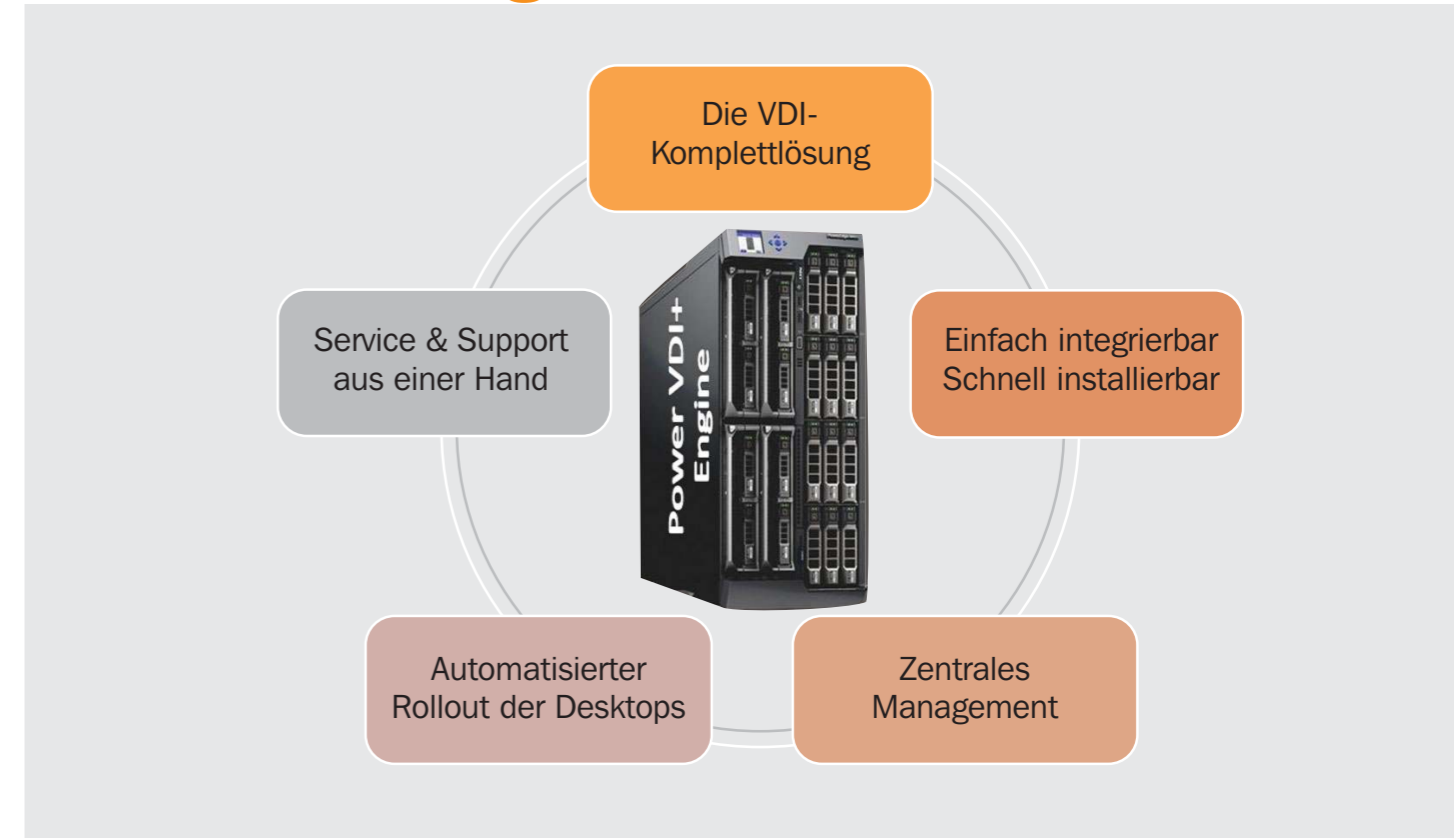 Die VDI-
Komplettlösung
Einfach integrierbar
Schnell installierbar
Zentrales
Management
Automatisierter
Rollout der Desktops
Service & Support
aus einer Hand
Power VDI+
Engine